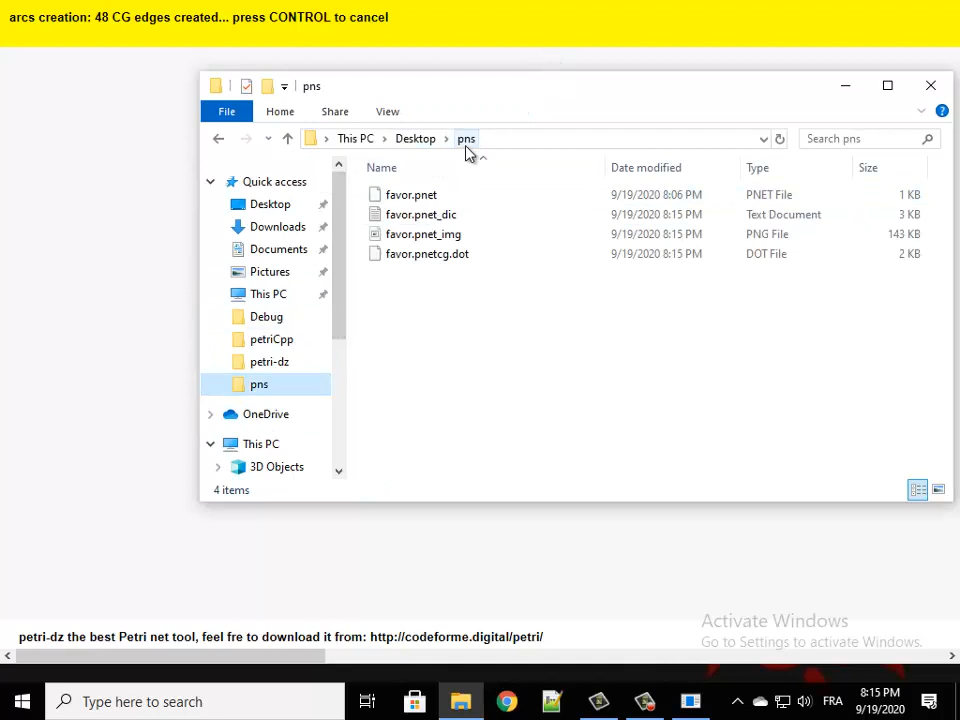 arcs creation: 48 CG edges created... press CONTROL to cancel
pns
File Home Share View
This PC Desktop pns Search pns
Name Date modified Type Size
Quick access
Desktop
Downloads
Documents
Pictures
This PC
Debug
petriCpp
petri-dz
pns
OneDrive
This PC
3D Objects
favor.pnet 9/19/2020 8:06 PM PNET File 1 KB
favor.pnet_dic 9/19/2020 8:15 PM Text Document 3 KB
favor.pnet_img 9/19/2020 8:15 PM PNG File 143 KB
favor.pnetcg.dot 9/19/2020 8:15 PM DOT File 2 KB
4 items
Activate Windows
Go to Settings to activate Windows.
petri-dz the best Petri net tool, feel fre to download it from: http://codeforme.digital/petri/
Type here to search
FRA
8:15 PM
9/19/2020